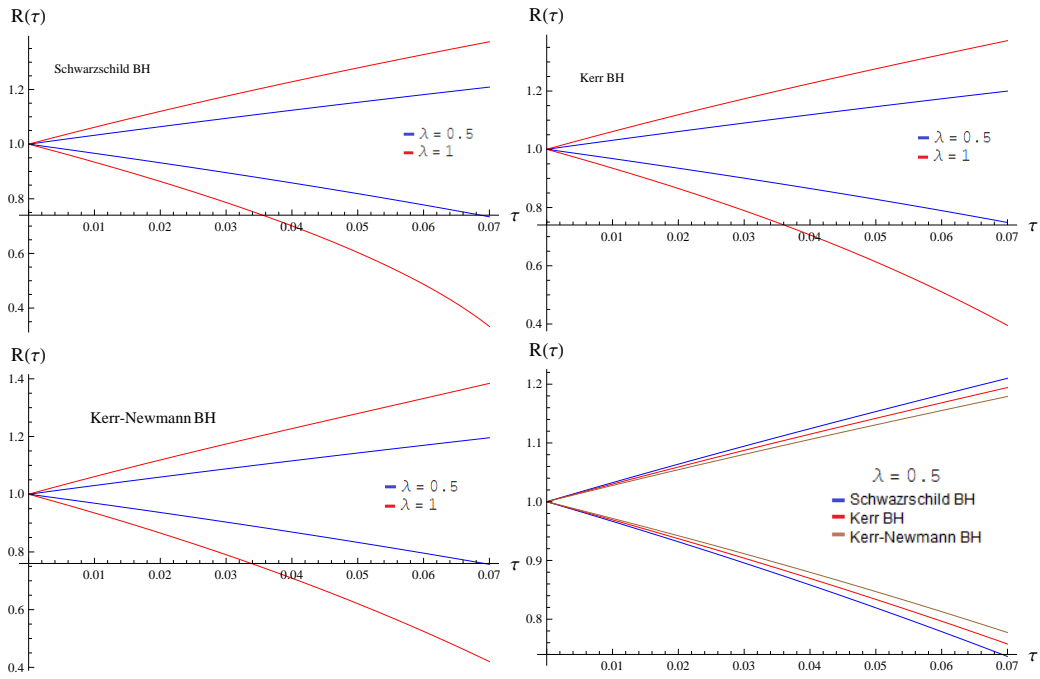 R(τ)
Schwarzschild BH
1.2
1.0
0.8
0.6
0.4
λ = 0.5
λ = 1
0.01 0.02 0.03 0.04 0.05 0.06 0.07 τ
R(τ)
Kerr BH
1.2
1.0
0.8
0.6
0.4
λ = 0.5
λ = 1
0.01 0.02 0.03 0.04 0.05 0.06 0.07 τ
R(τ)
Kerr-Newmann BH
1.4
1.2
1.0
0.8
0.6
0.4
λ = 0.5
λ = 1
0.01 0.02 0.03 0.04 0.05 0.06 0.07 τ
R(τ)
1.2
1.1
1.0
0.9
0.8
λ = 0.5
Schwazrschild BH
Kerr BH
Kerr-Newmann BH
0.01 0.02 0.03 0.04 0.05 0.06 0.07 τ